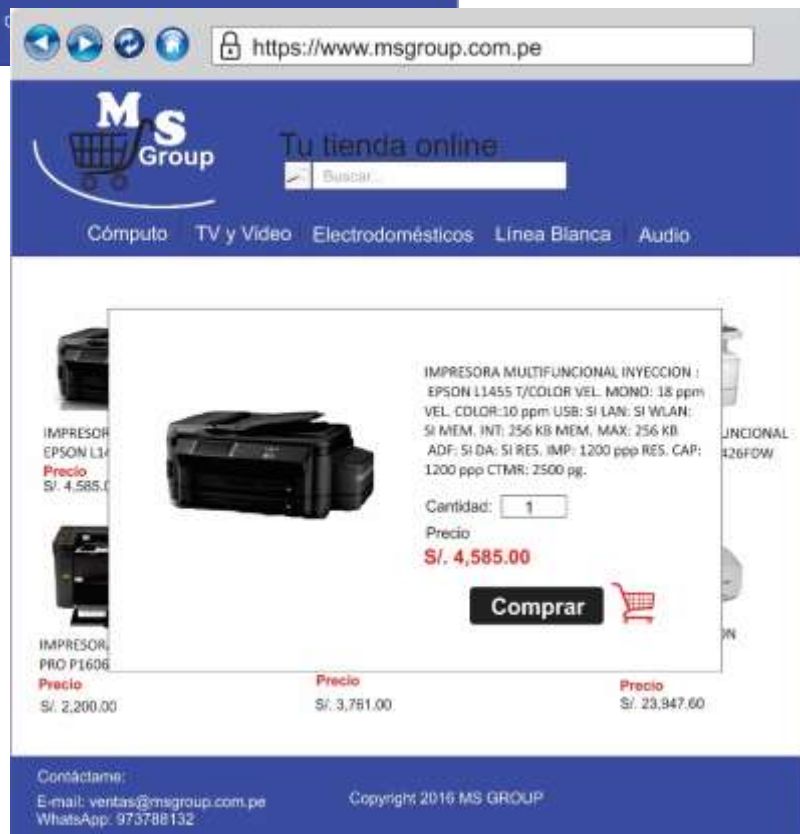 https://www.msgroup.com.pe
MS
Group
Tu tienda online
Buscar...
Cómputo TV y Video Electrodomésticos Línea Blanca Audio
IMPRESORA MULTIFUNCIONAL INYECCION :
EPSON L1455 T/COLOR VEL. MONO: 18 ppm
VEL. COLOR:10 ppm USB: SI LAN: SI WLAN:
SI MEM. INT: 256 KB MEM. MAX: 256 KB
ADF: SI DA: SI RES. IMP: 1200 ppp RES. CAP:
1200 ppp CTMR: 2500 pg.
Cantidad: 1
Precio
S/. 4,585.00
Comprar
IMPRESOR
EPSON L14
Precio
S/. 4.585.0
UNCIONAL
426FDW
IMPRESORA
PRO P1606
Precio
S/. 2,200.00
Precio
S/. 3,761.00
ON
Precio
S/. 23,947.60
Contáctame:
E-mail: ventas@msgroup.com.pe
WhatsApp: 973788132
Copyright 2016 MS GROUP